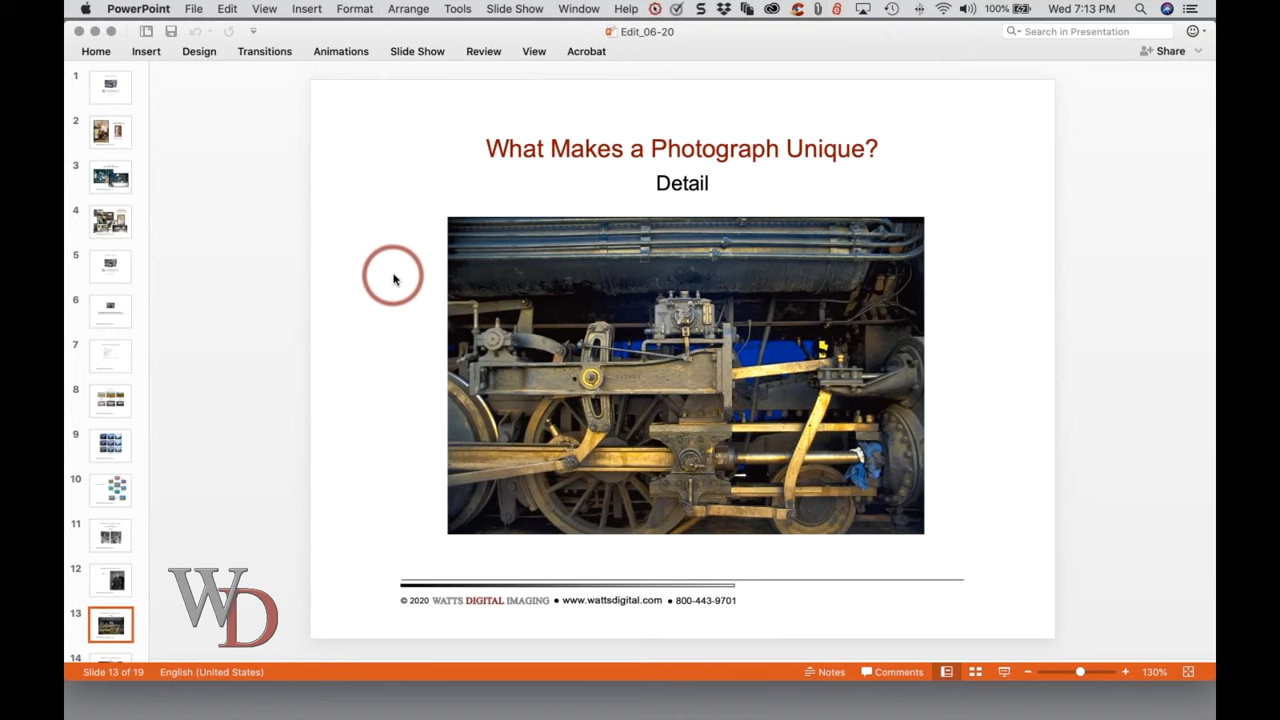 PowerPoint File Edit View Insert Format Arrange Tools Slide Show Window Help 100% Wed 7:13 PM
Edit_06-20 Search in Presentation
Home Insert Design Transitions Animations Slide Show Review View Acrobat Share
1
2
3
4
5
6
7
8
9
10
11
12
13
14
What Makes a Photograph Unique?
Detail
© 2020 WATTS DIGITAL IMAGING ● www.wattsdigital.com ● 800-443-9701
WD
Slide 13 of 19 English (United States) Notes Comments 130%